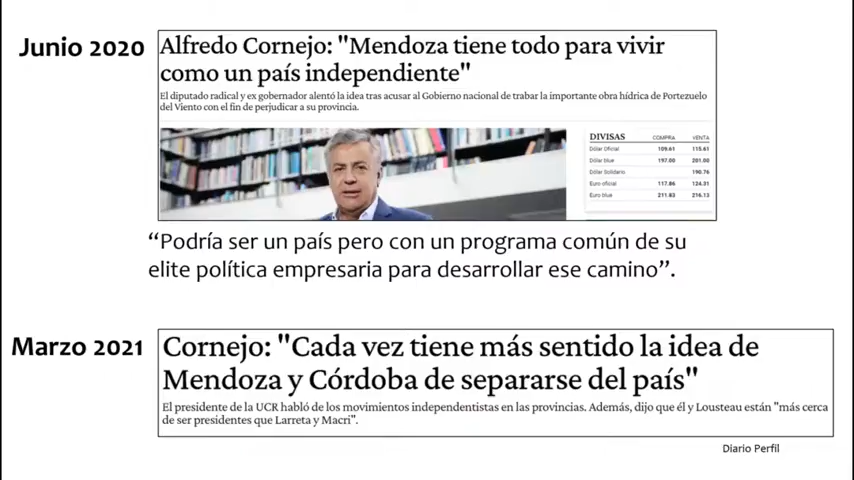 Junio 2020
Alfredo Cornejo: "Mendoza tiene todo para vivir
como un país independiente"
El diputado radical y ex gobernador alentó la idea tras acusar al Gobierno nacional de trabar la importante obra hídrica de Portezuelo
del Viento con el fin de perjudicar a su provincia.
DIVISAS COMPRA VENTA
Dólar Oficial 109.61 115.61
Dólar blue 197.00 201.00
Dólar Solidario 190.76
Euro oficial 117.86 124.31
Euro blue 211.83 216.13
“Podría ser un país pero con un programa común de su
elite política empresaria para desarrollar ese camino”.
Marzo 2021
Cornejo: "Cada vez tiene más sentido la idea de
Mendoza y Córdoba de separarse del país"
El presidente de la UCR habló de los movimientos independentistas en las provincias. Además, dijo que él y Lousteau están "más cerca
de ser presidentes que Larreta y Macri".
Diario Perfil